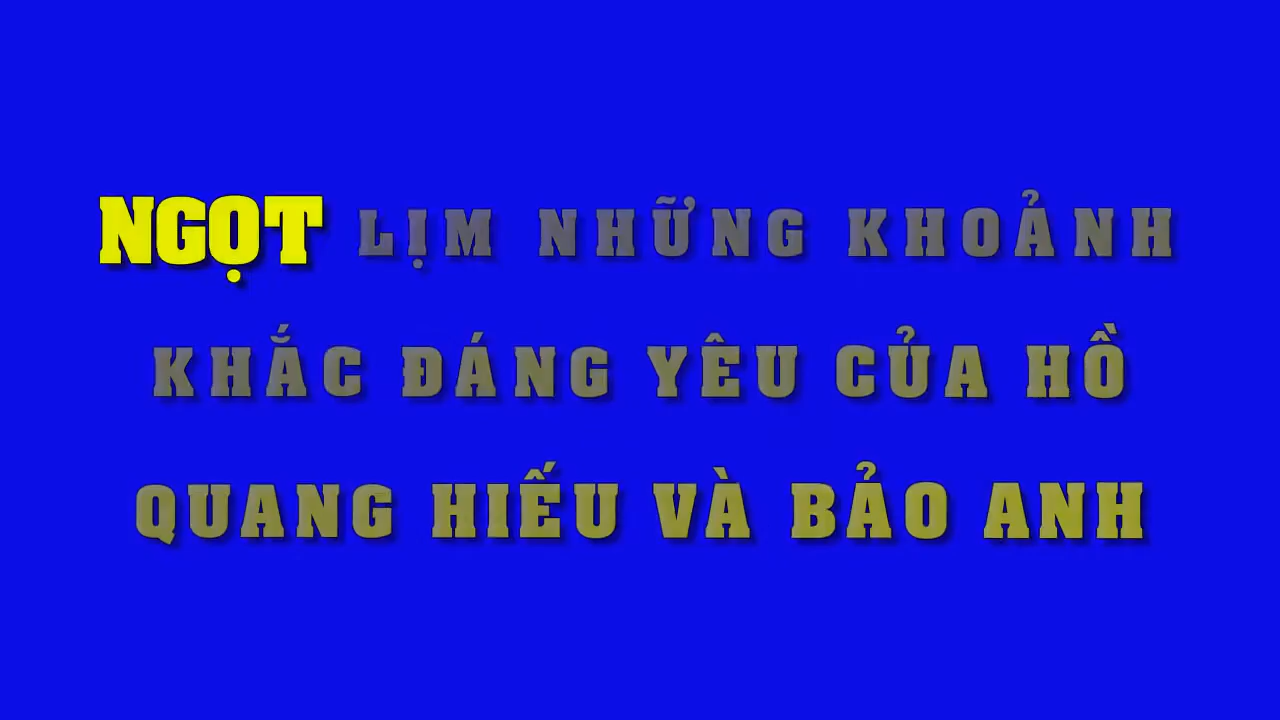 NGỌT LỊM NHỮNG KHOẢNH
KHẮC ĐÁNG YÊU CỦA HỒ
QUANG HIẾU VÀ BẢO ANH